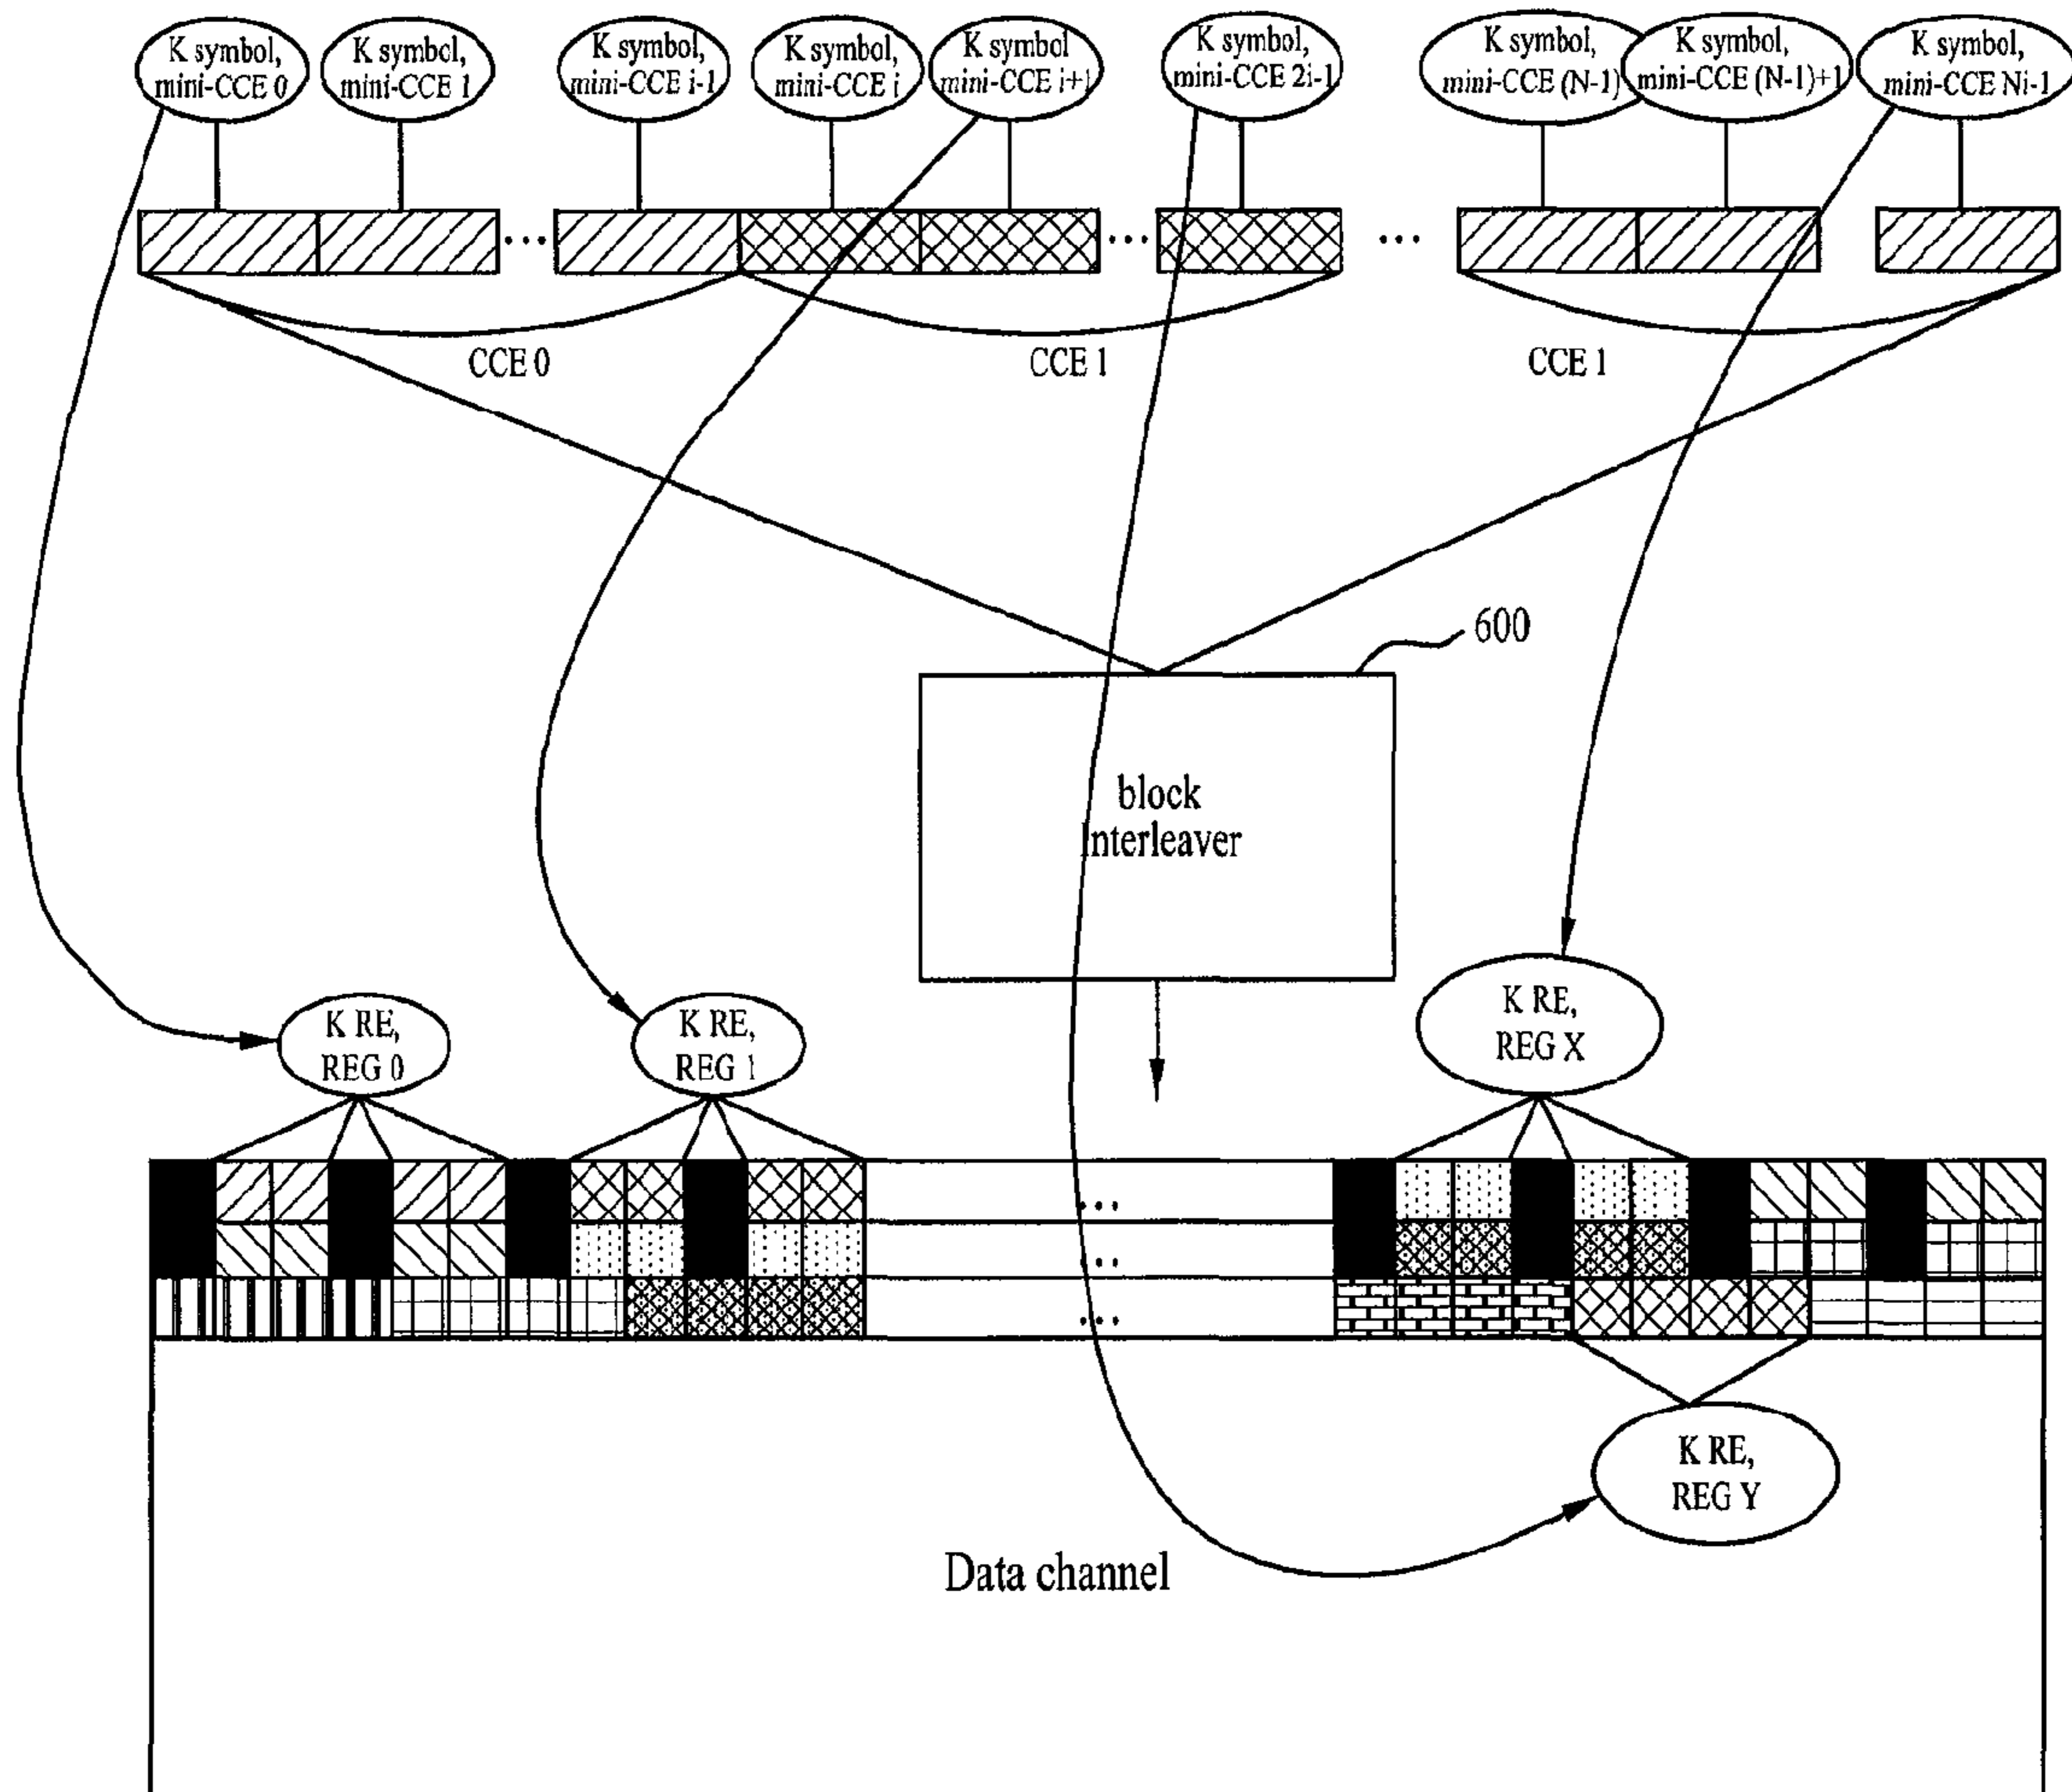 K symbol,
mini-CCE 0
K symbol,
mini-CCE 1
K symbol,
mini-CCE i-1
K symbol,
mini-CCE i
K symbol
mini-CCE i+1
K symbol,
mini-CCE 2i-1
K symbol,
mini-CCE (N-1)
K symbol,
mini-CCE (N-1)+1
K symbol,
mini-CCE Ni-1
...
...
...
CCE 0
CCE 1
CCE 1
600
block
Interleaver
K RE,
REG 0
K RE,
REG 1
K RE,
REG X
...
..
...
K RE,
REG Y
Data channel